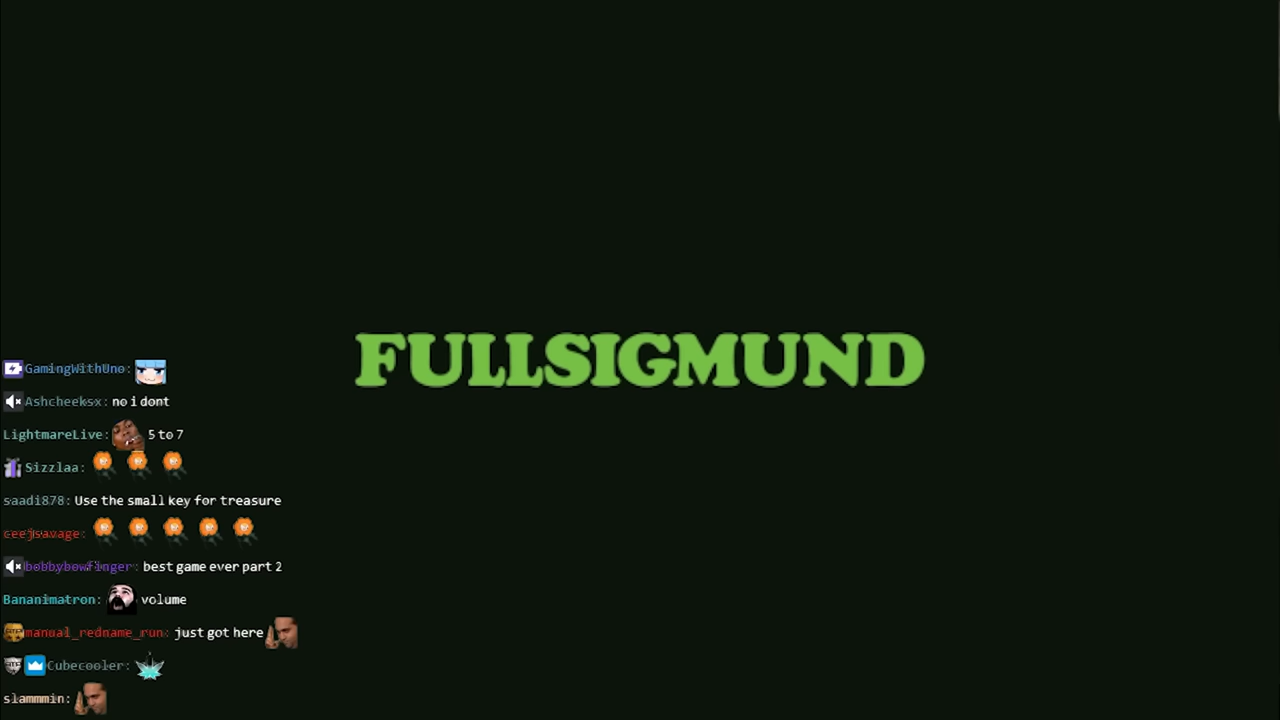 FULLSIGMUND
GamingWithUno:
Ashcheeksx: no i dont
LightmareLive: 5 to 7
Sizzlaa:
saadi878: Use the small key for treasure
ceejsavage:
bobbybowfinger: best game ever part 2
Bananimatron: volume
manual_redname_run: just got here
Cubecooler:
slammmin: